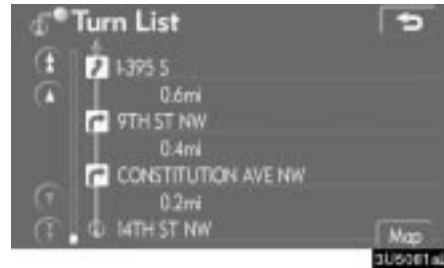 Turn List
I-395 S
0.6mi
9TH ST NW
0.4mi
CONSTITUTION AVE NW
0.2mi
14TH ST NW
Map